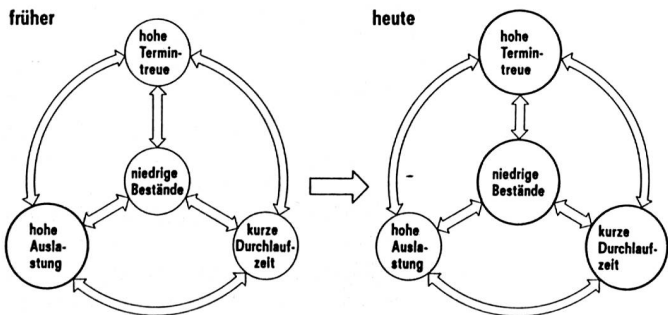 früher
hohe
Termin-
treue
niedrige
Bestände
hohe
Ausla-
stung
kurze
Durchlauf-
zeit
heute
hohe
Termin-
treue
niedrige
Bestände
hohe
Ausla-
stung
kurze
Durchlauf-
zeit